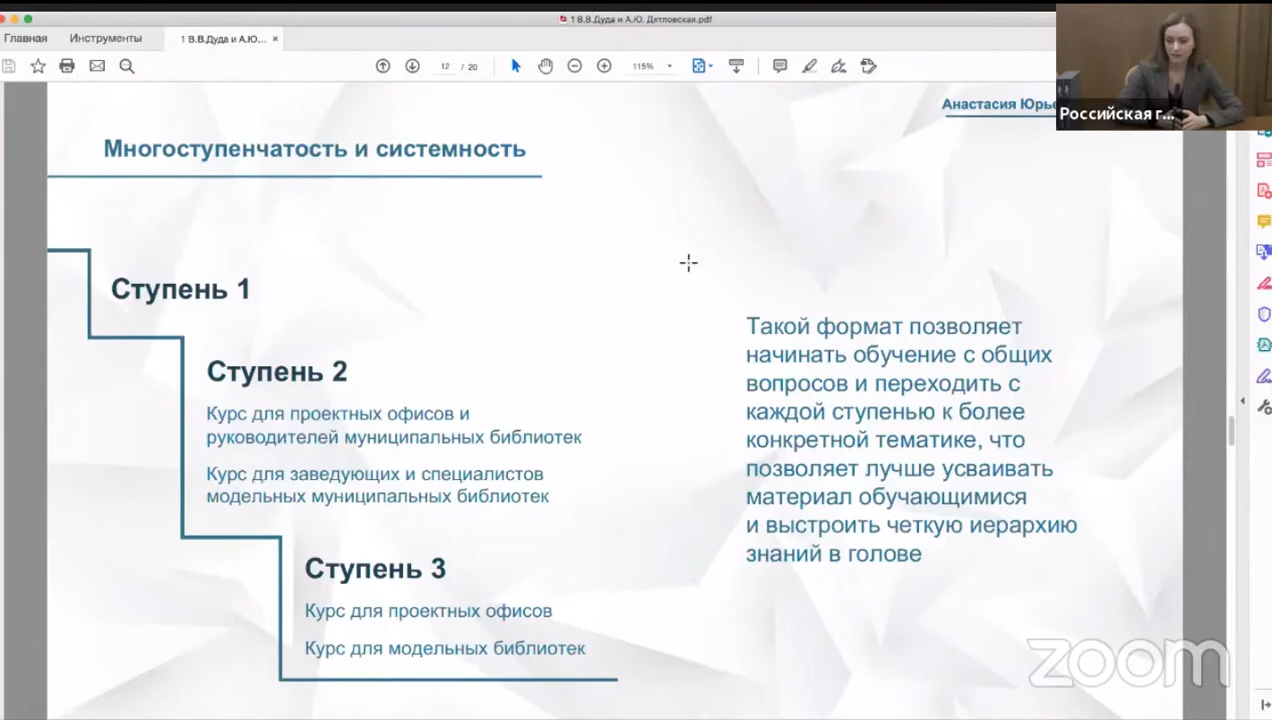 1 В.В.Дуда и А.Ю. Дятловская.pdf
Главная
Инструменты
1 В.В.Дуда и А.Ю... ×
12 / 20
115%
Анастасия Юрье
Российская г...
Многоступенчатость и системность
Ступень 1
Ступень 2
Курс для проектных офисов и
руководителей муниципальных библиотек
Курс для заведующих и специалистов
модельных муниципальных библиотек
Ступень 3
Курс для проектных офисов
Курс для модельных библиотек
Такой формат позволяет
начинать обучение с общих
вопросов и переходить с
каждой ступенью к более
конкретной тематике, что
позволяет лучше усваивать
материал обучающимися
и выстроить четкую иерархию
знаний в голове
zoom